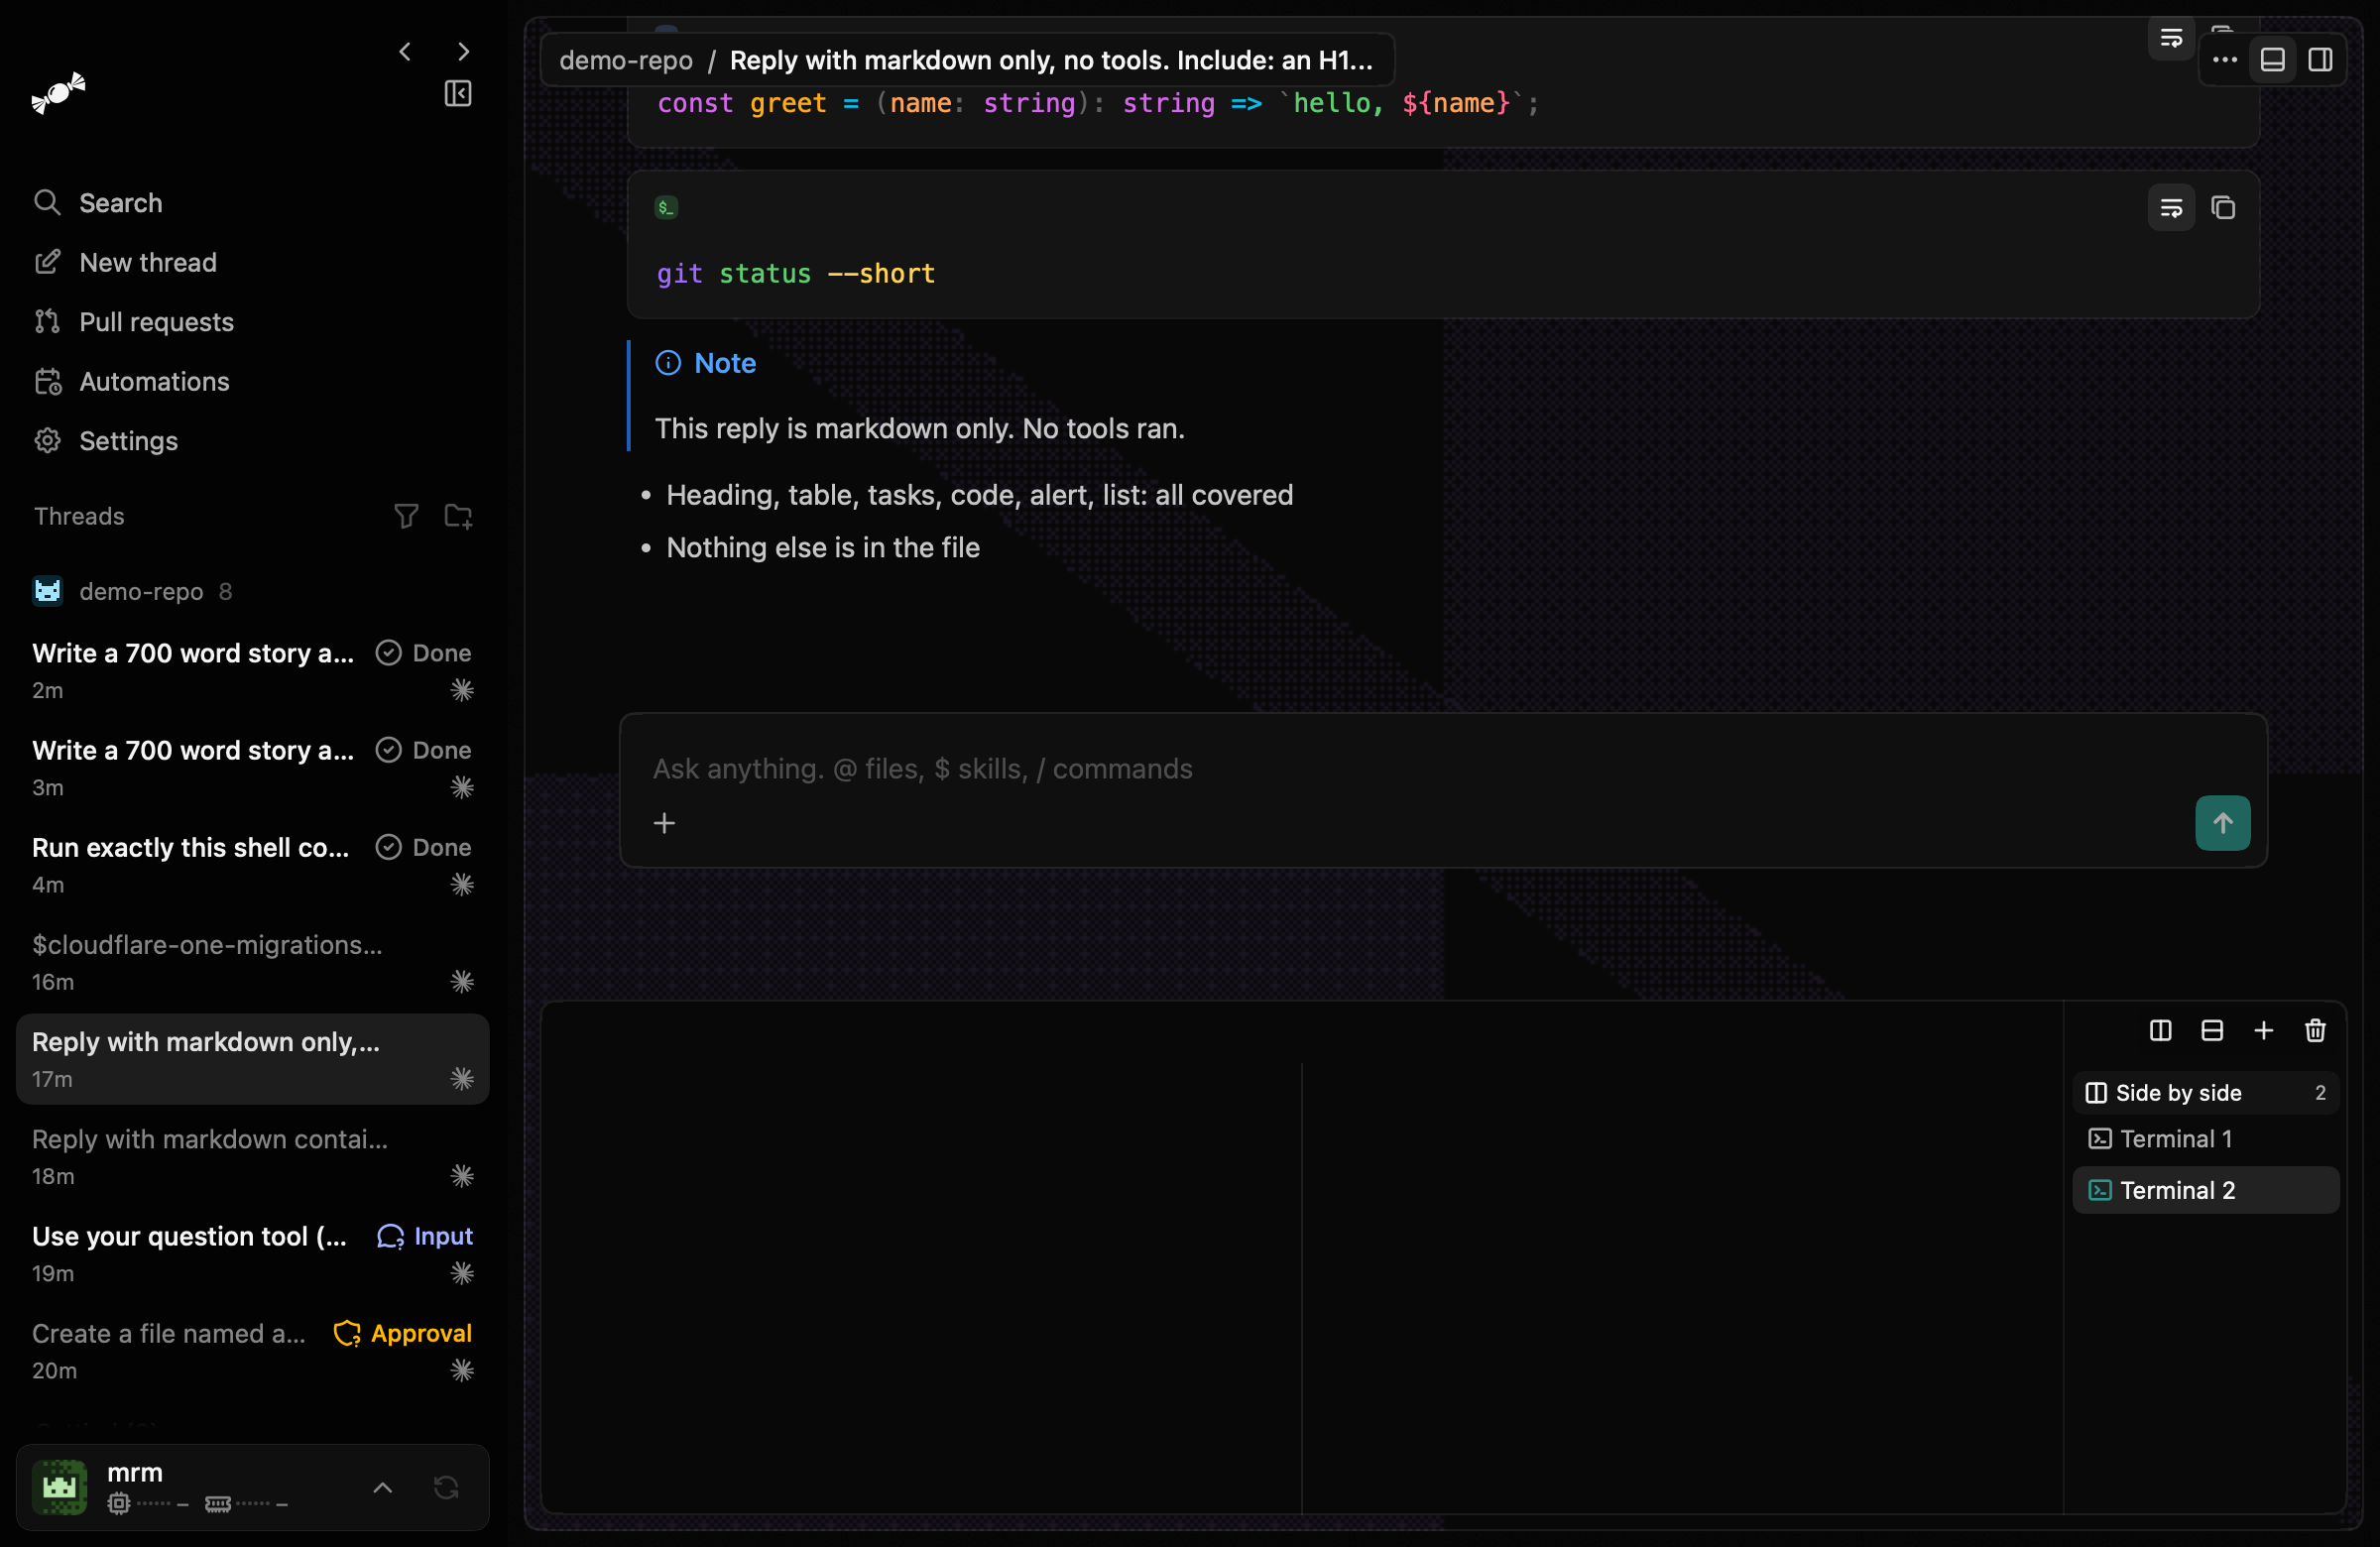 demo-repo / Reply with markdown only, no tools. Include: an H1...
const greet = (name: string): string => `hello, ${name}`;
Search
New thread
Pull requests
Automations
Settings
Threads
demo-repo 8
Write a 700 word story a... Done
2m
Write a 700 word story a... Done
3m
Run exactly this shell co... Done
4m
$cloudflare-one-migrations...
16m
Reply with markdown only,...
17m
Reply with markdown contai...
18m
Use your question tool (... Input
19m
Create a file named a... Approval
20m
mrm
$_
git status --short
Note
This reply is markdown only. No tools ran.
• Heading, table, tasks, code, alert, list: all covered
• Nothing else is in the file
Ask anything. @ files, $ skills, / commands
Side by side 2
Terminal 1
Terminal 2